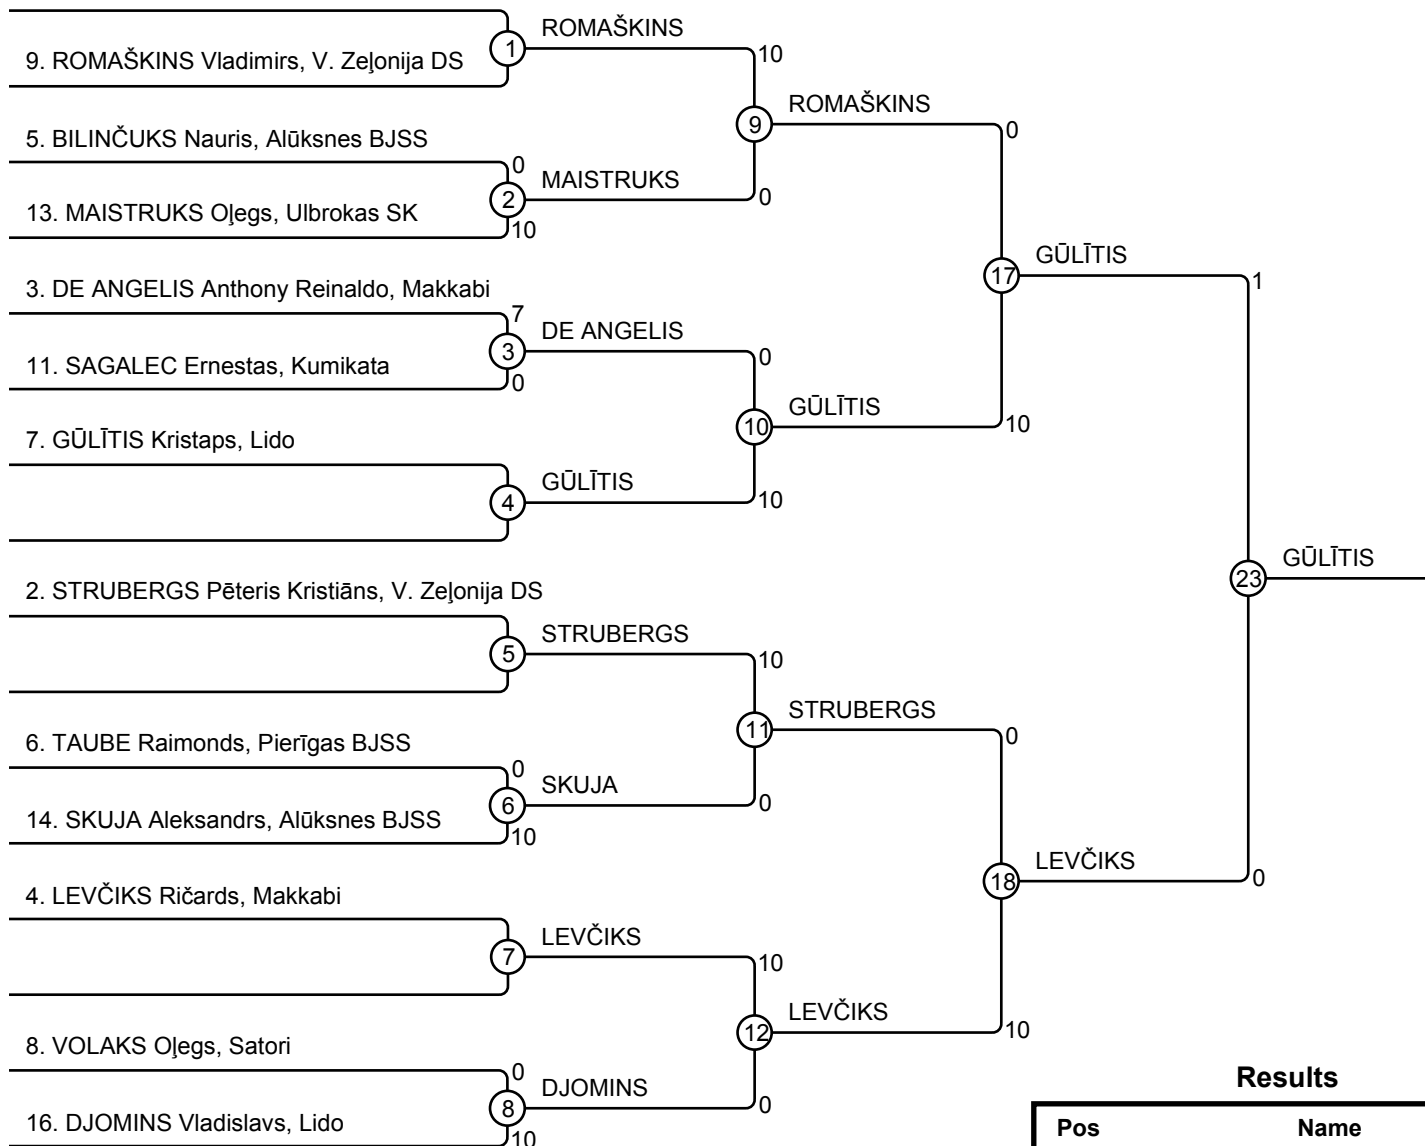 ROMAŠKINS
1
10
9. ROMAŠKINS Vladimirs, V. Zeļonija DS
ROMAŠKINS
9
0
5. BILINČUKS Nauris, Alūksnes BJSS
0
MAISTRUKS
2
0
13. MAISTRUKS Oļegs, Ulbrokas SK
10
GŪLĪTIS
17
1
3. DE ANGELIS Anthony Reinaldo, Makkabi
7
DE ANGELIS
3
0
11. SAGALEC Ernestas, Kumikata
0
GŪLĪTIS
10
10
7. GŪLĪTIS Kristaps, Lido
GŪLĪTIS
4
10
GŪLĪTIS
23
2. STRUBERGS Pēteris Kristiāns, V. Zeļonija DS
STRUBERGS
5
10
STRUBERGS
11
0
6. TAUBE Raimonds, Pierīgas BJSS
0
SKUJA
6
0
14. SKUJA Aleksandrs, Alūksnes BJSS
10
LEVČIKS
18
0
4. LEVČIKS Ričards, Makkabi
LEVČIKS
7
10
LEVČIKS
12
10
8. VOLAKS Oļegs, Satori
0
DJOMINS
8
0
16. DJOMINS Vladislavs, Lido
10
Results
Pos Name